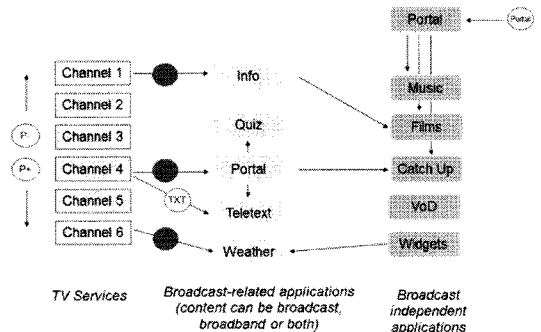 Portal
Portal
Channel 1
Info
Channel 2
Music
Channel 3
Quiz
Films
P-
P+
Channel 4
Portal
Catch Up
TXT
Channel 5
Teletext
VoD
Channel 6
Weather
Widgets
TV Services
Broadcast-related applications
(content can be broadcast,
broadband or both)
Broadcast
independent
applications